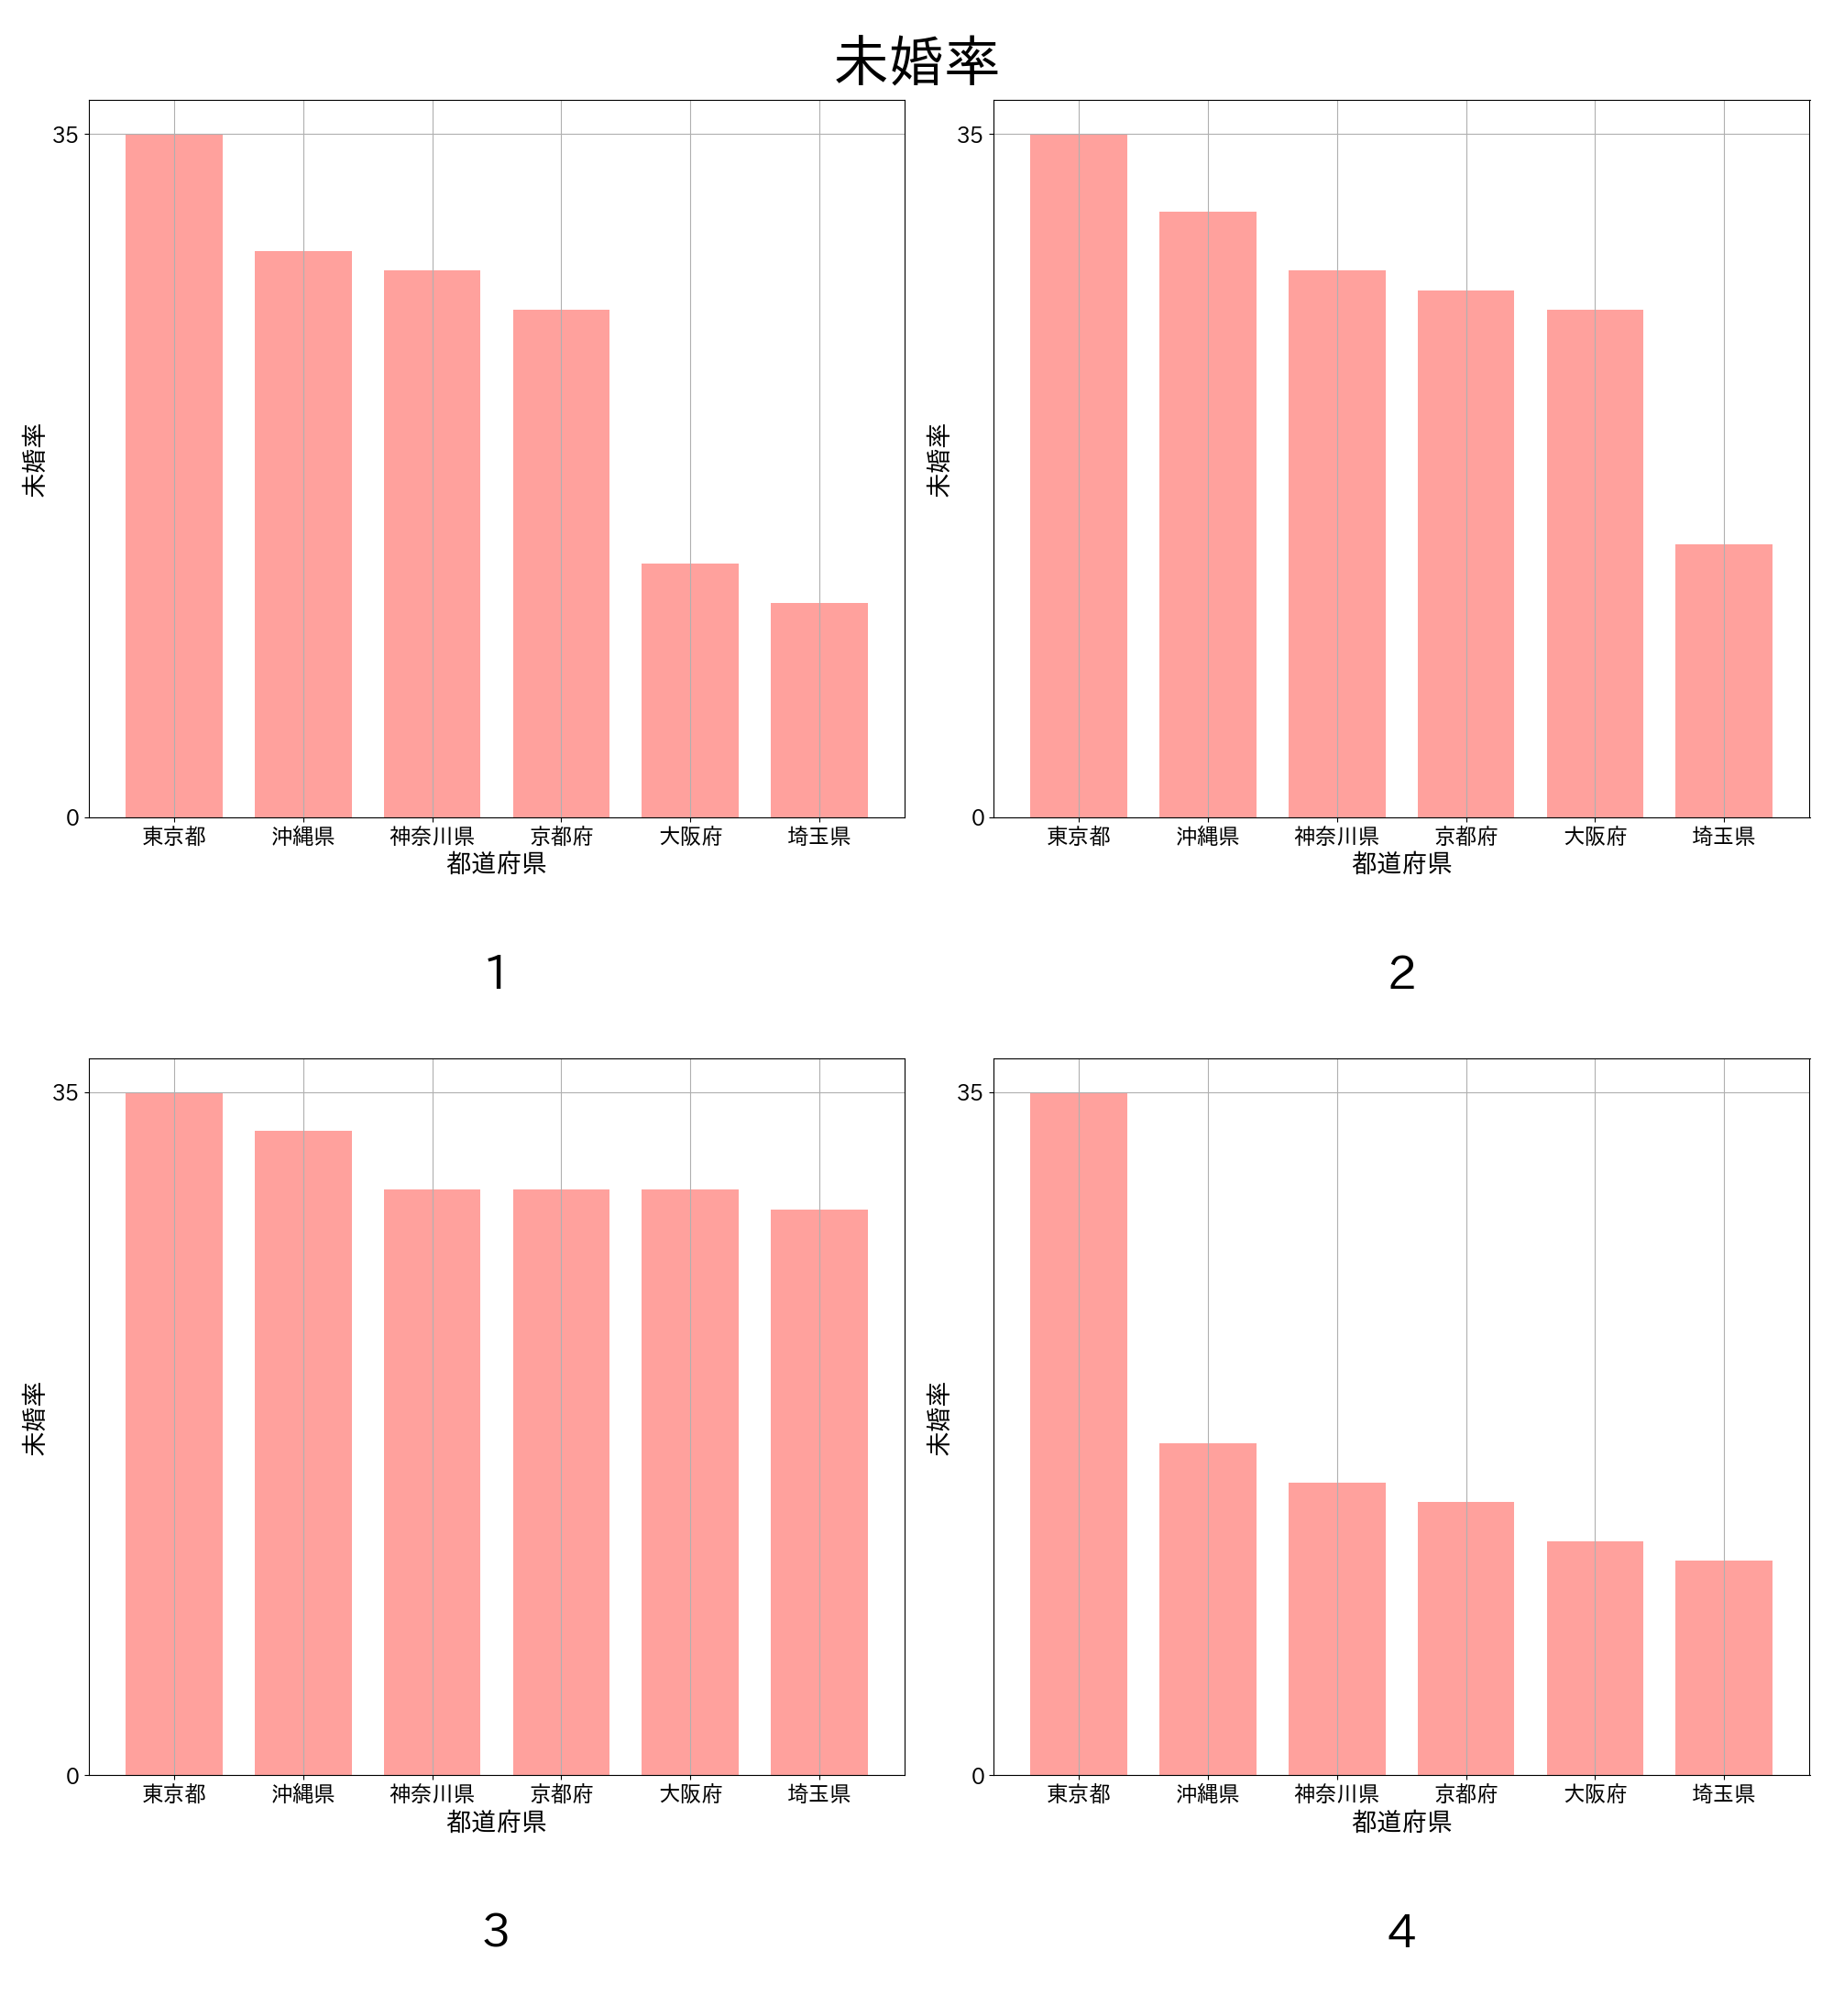 未婚率
35
0
未婚率
東京都 沖縄県 神奈川県 京都府 大阪府 埼玉県
都道府県
1
35
0
未婚率
東京都 沖縄県 神奈川県 京都府 大阪府 埼玉県
都道府県
2
35
0
未婚率
東京都 沖縄県 神奈川県 京都府 大阪府 埼玉県
都道府県
3
35
0
未婚率
東京都 沖縄県 神奈川県 京都府 大阪府 埼玉県
都道府県
4